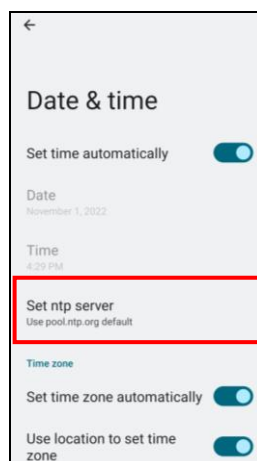 Date & time
Set time automatically
Date
November 1, 2022
Time
4:29 PM
Set ntp server
Use pool.ntp.org default
Time zone
Set time zone automatically
Use location to set time
zone